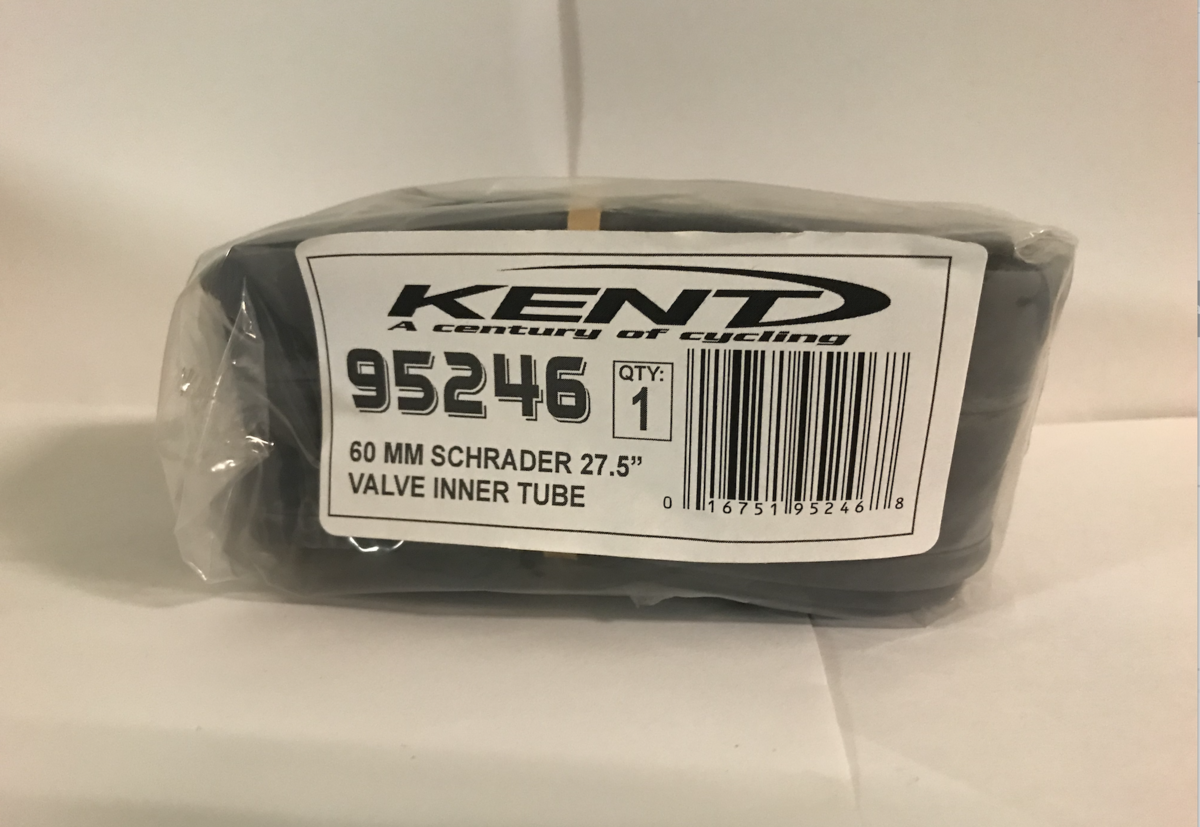 KENT
A century of cycling
95246
QTY:
1
60 MM SCHRADER 27.5”
VALVE INNER TUBE
0 16751 95246 8